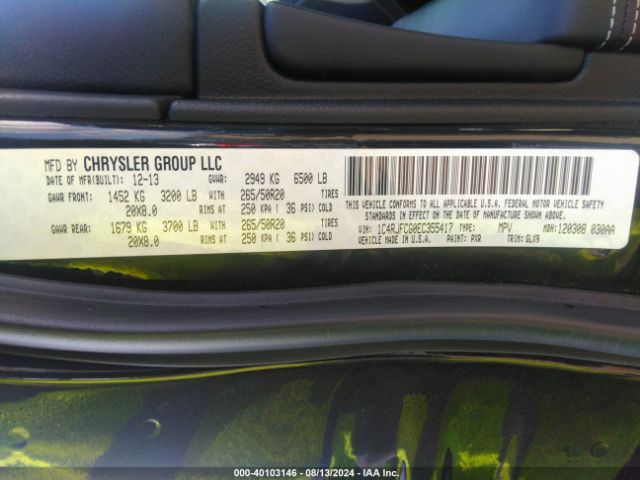 MFD BY CHRYSLER GROUP LLC
DATE OF MFR(BUILT): 12-13 GVWR: 2949 KG 6500 LB
GAWR FRONT: 1452 KG 3200 LB WITH 265/50R20 TIRES
20X8.0 RIMS AT 250 KPA ( 36 PSI) COLD
GAWR REAR: 1679 KG 3700 LB WITH 265/50R20 TIRES
20X8.0 RIMS AT 250 KPA ( 36 PSI) COLD
THIS VEHICLE CONFORMS TO ALL APPLICABLE U.S.A. FEDERAL MOTOR VEHICLE SAFETY
STANDARDS IN EFFECT ON THE DATE OF MANUFACTURE SHOWN ABOVE.
VIN: 1C4RJFCG0EC355417 TYPE: MPV MDH: 120308 030AA
VEHICLE MADE IN U.S.A. PAINT: PXR TRIM: GLX9
000-40103146 - 08/13/2024 - IAA Inc.